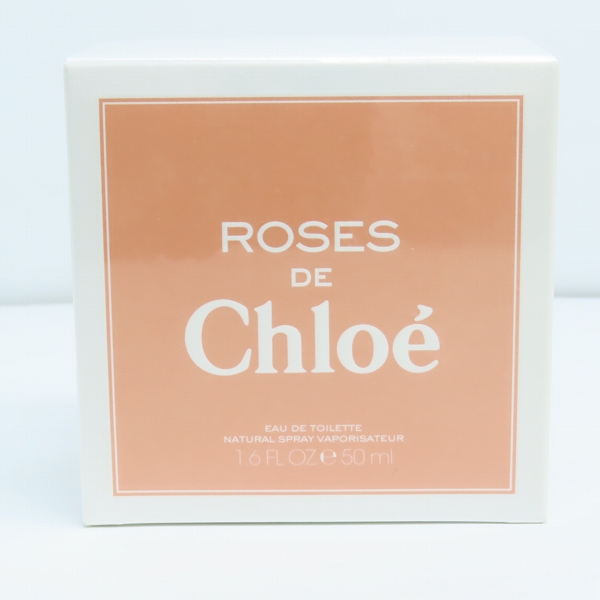 ROSES
DE
Chloé
EAU DE TOILETTE
NATURAL SPRAY VAPORISATEUR
1.6 FL OZ ℮ 50 ml